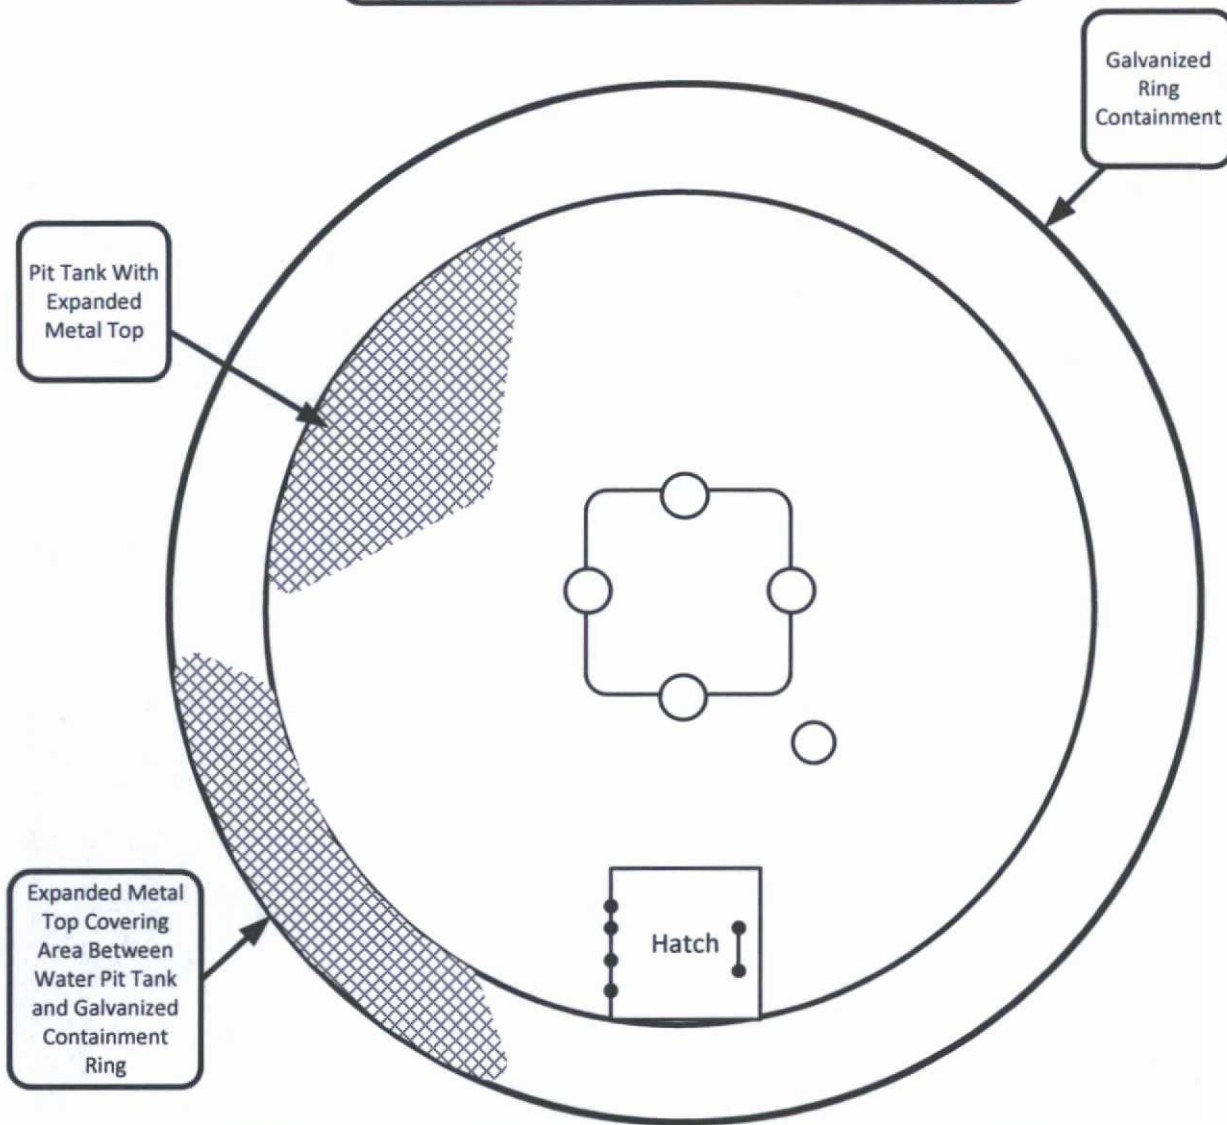 Galvanized
Ring
Containment
Pit Tank With
Expanded
Metal Top
Hatch
Expanded Metal
Top Covering
Area Between
Water Pit Tank
and Galvanized
Containment
Ring